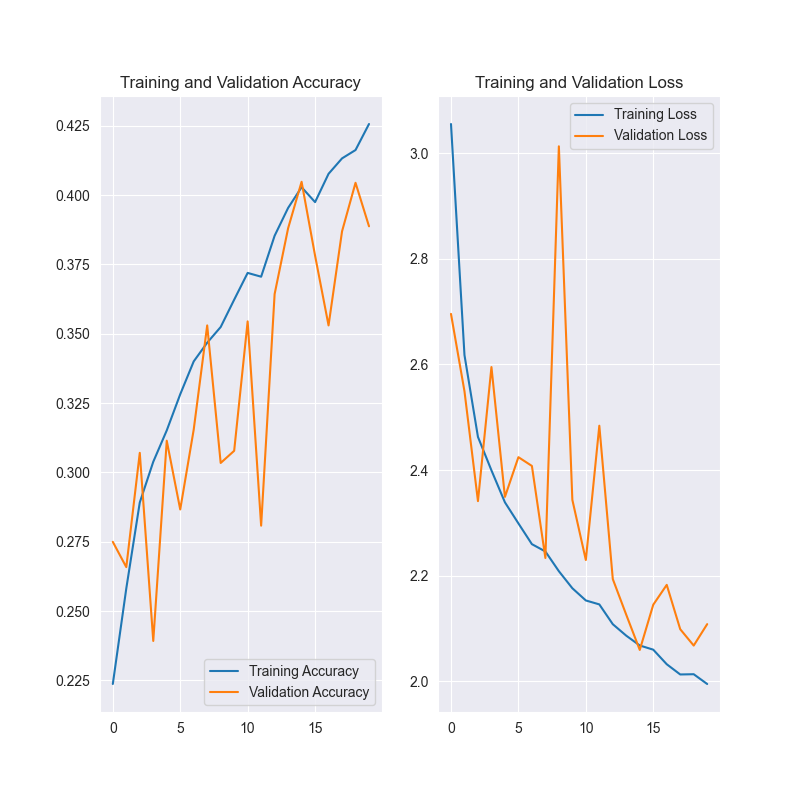 Training and Validation Accuracy
0.425
0.400
0.375
0.350
0.325
0.300
0.275
0.250
0.225
0 5 10 15
Training Accuracy
Validation Accuracy
Training and Validation Loss
3.0
2.8
2.6
2.4
2.2
2.0
0 5 10 15
Training Loss
Validation Loss